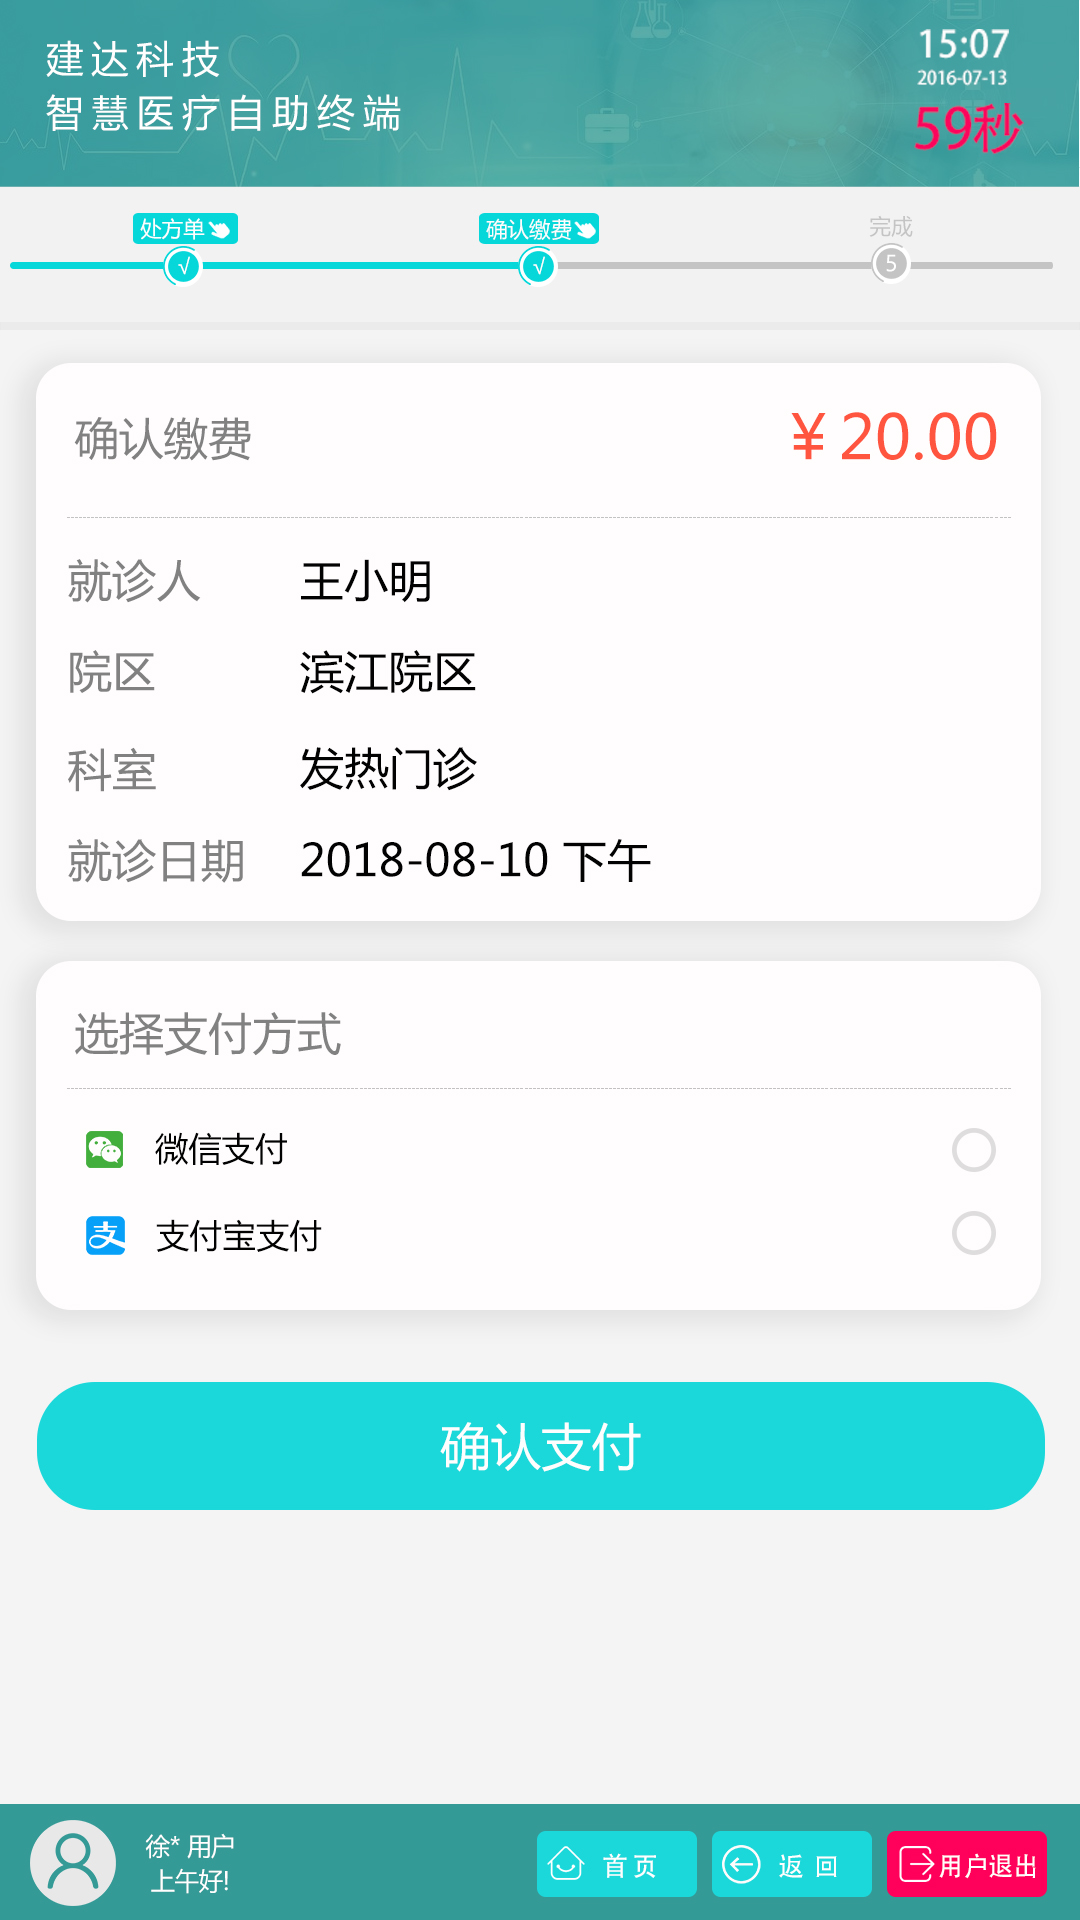 建达科技
智慧医疗自助终端
15:07
2016-07-13
59秒
处方单
确认缴费
完成
√
√
5
确认缴费
¥ 20.00
就诊人 王小明
院区 滨江院区
科室 发热门诊
就诊日期 2018-08-10 下午
选择支付方式
微信支付
支 支付宝支付
确认支付
徐* 用户
上午好!
首 页
返 回
用户退出